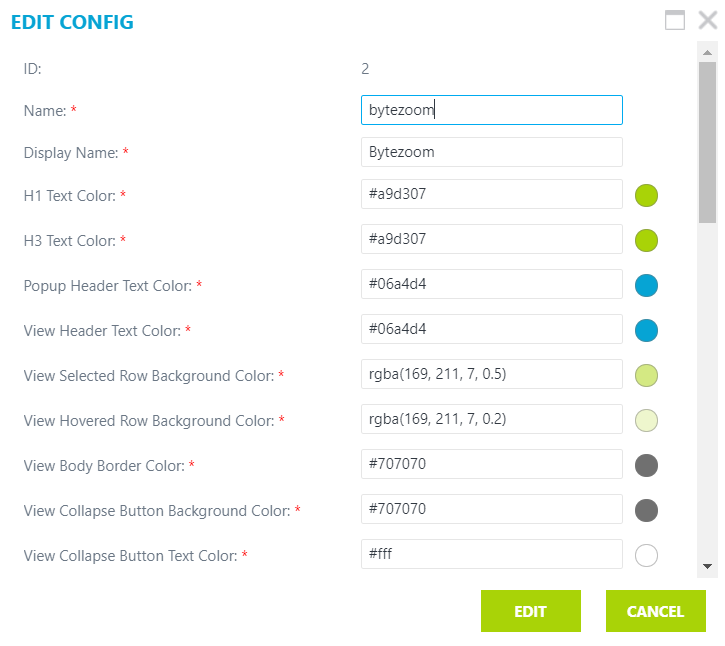 EDIT CONFIG
ID: 2
Name: * bytezoom
Display Name: * Bytezoom
H1 Text Color: * #a9d307
H3 Text Color: * #a9d307
Popup Header Text Color: * #06a4d4
View Header Text Color: * #06a4d4
View Selected Row Background Color: * rgba(169, 211, 7, 0.5)
View Hovered Row Background Color: * rgba(169, 211, 7, 0.2)
View Body Border Color: * #707070
View Collapse Button Background Color: * #707070
View Collapse Button Text Color: * #fff
EDIT CANCEL